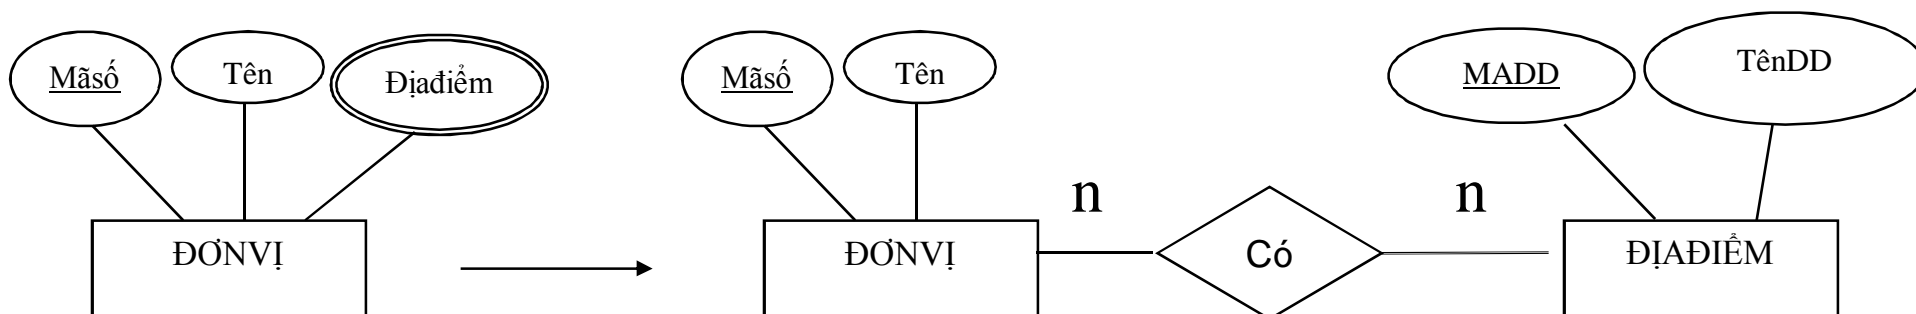 Mãsố
Tên
Địađiểm
ĐƠNVỊ
Mãsố
Tên
ĐƠNVỊ
n
Có
n
MADD
TênDD
ĐỊAĐIỂM